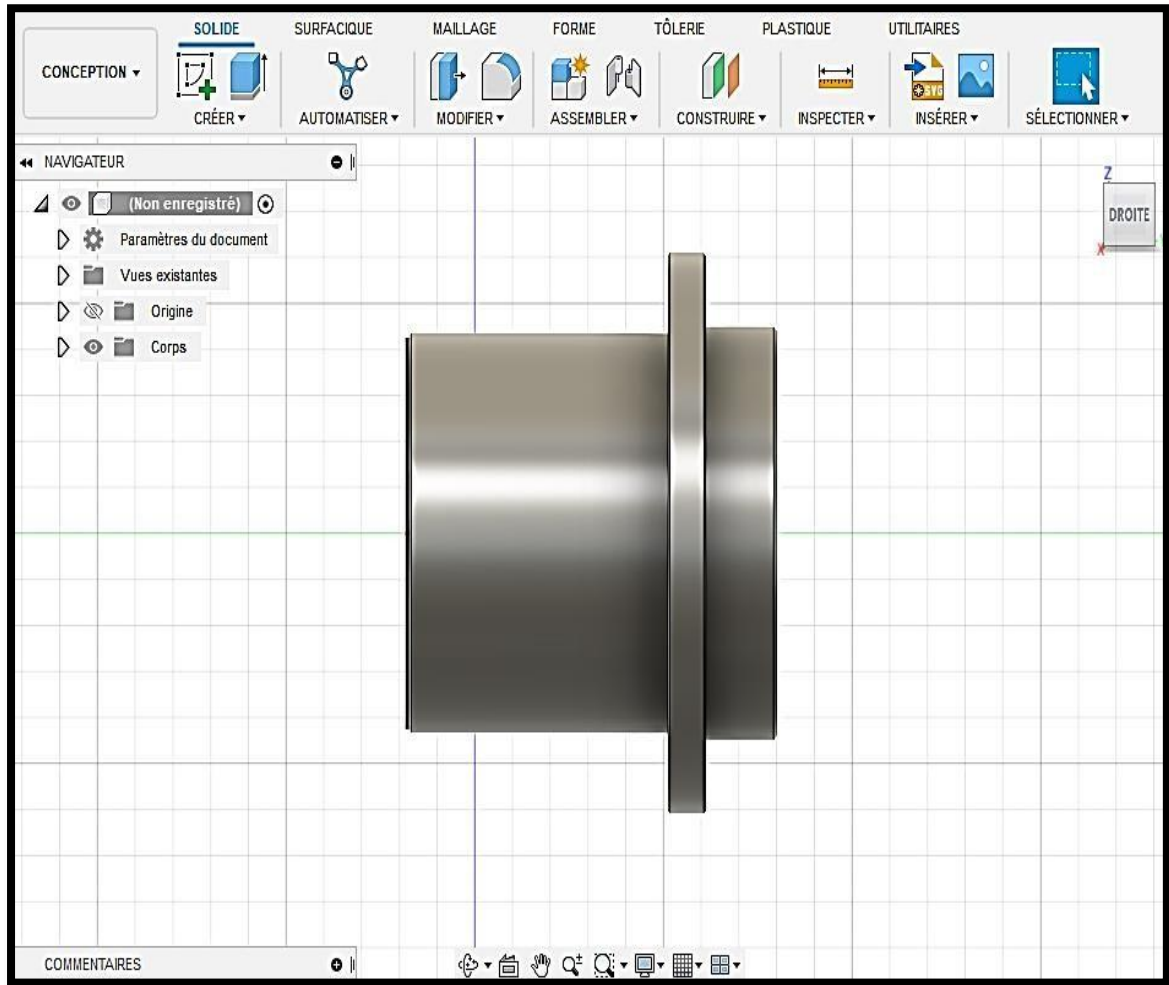 SOLIDE SURFACIQUE MAILLAGE FORME TÔLERIE PLASTIQUE UTILITAIRES
CONCEPTION
CRÉER AUTOMATISER MODIFIER ASSEMBLER CONSTRUIRE INSPECTER INSÉRER SÉLECTIONNER
SVG
NAVIGATEUR
(Non enregistré)
Paramètres du document
Vues existantes
Origine
Corps
Z
DROITE
X
COMMENTAIRES